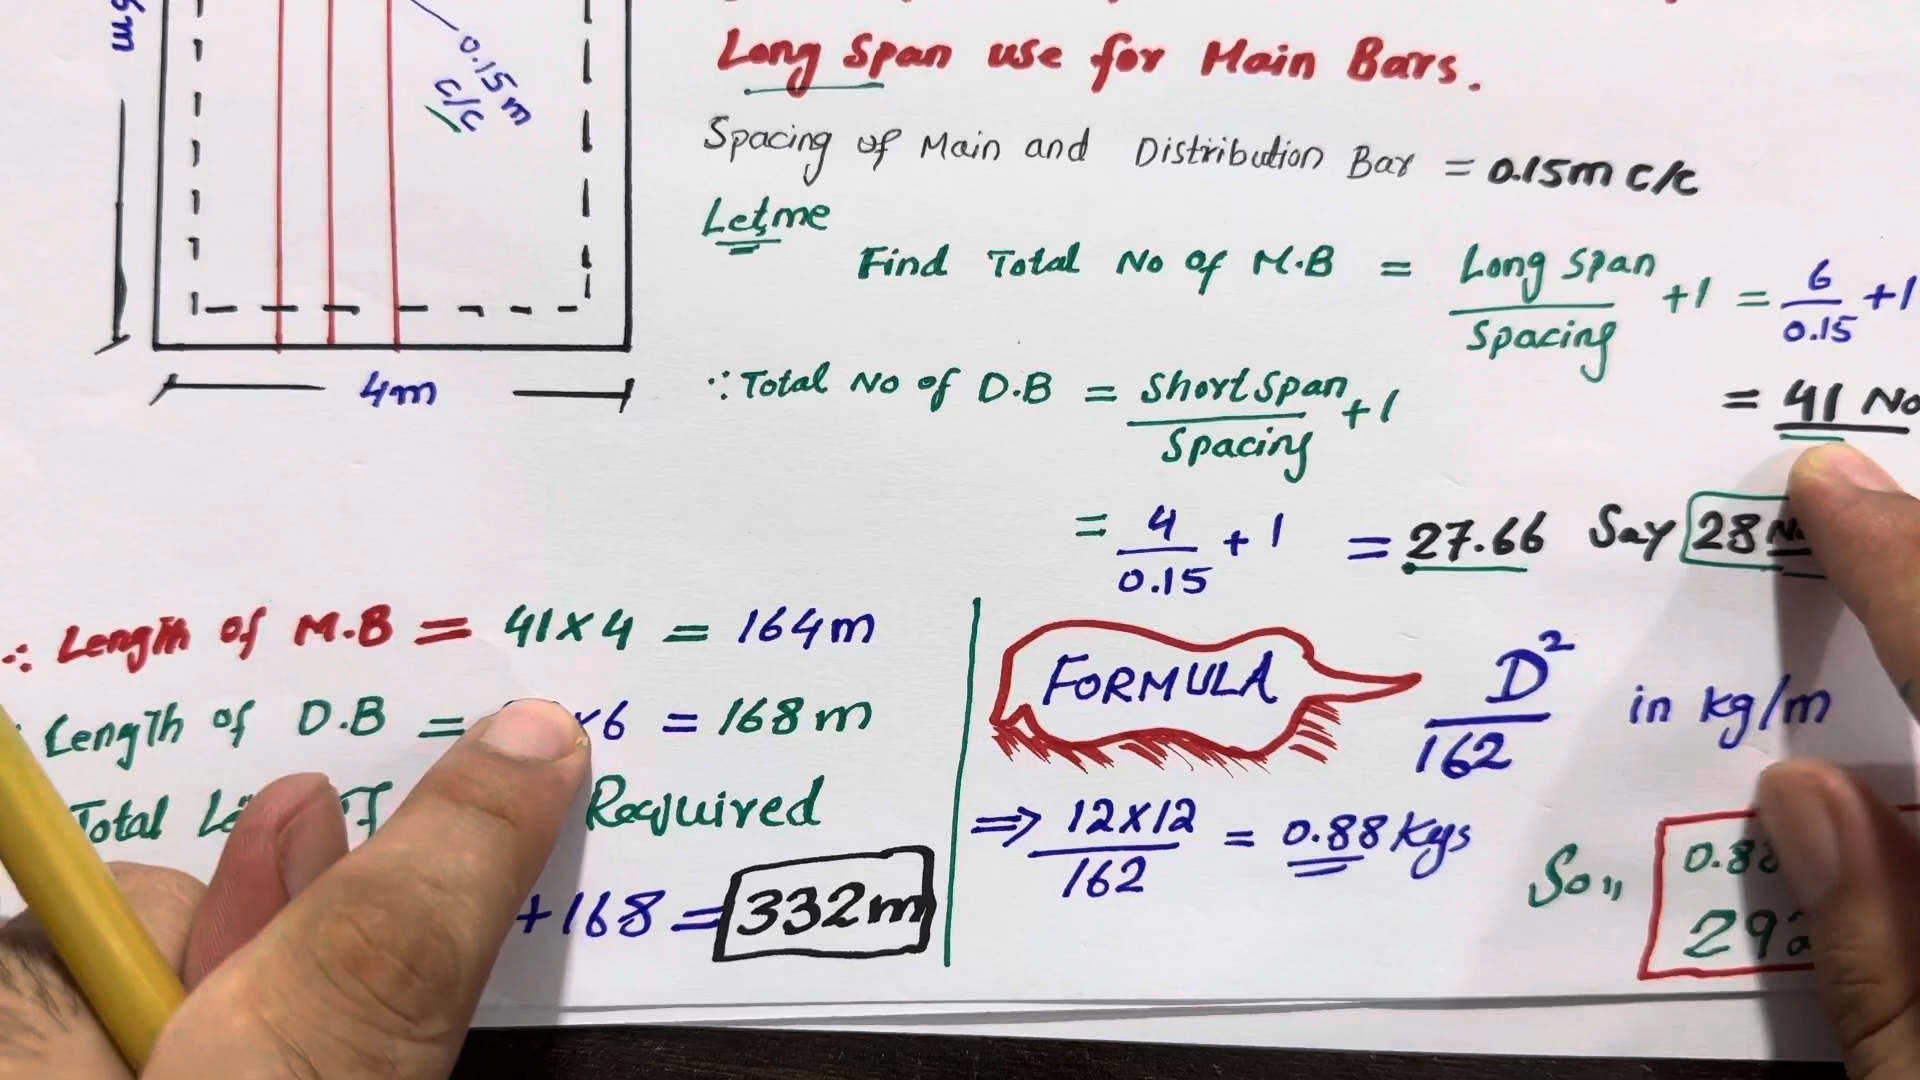 Long Span use for Main Bars.
Spacing of Main and Distribution Bar = 0.15m c/c
Let,me
Find Total No of M.B = Long Span / Spacing +1 = 6 / 0.15 +1
= 41 No
∵ Total No of D.B = Short Span / Spacing +1
= 4 / 0.15 + 1 = 27.66 Say 28
∴ Length of M.B = 41×4 = 164m
Length of D.B = ×6 = 168m
Total Required
+168 = 332m
FORMULA D² / 162 in kg/m
⇒ 12×12 / 162 = 0.88 Kgs
So,,
0.15m
c/c
4m